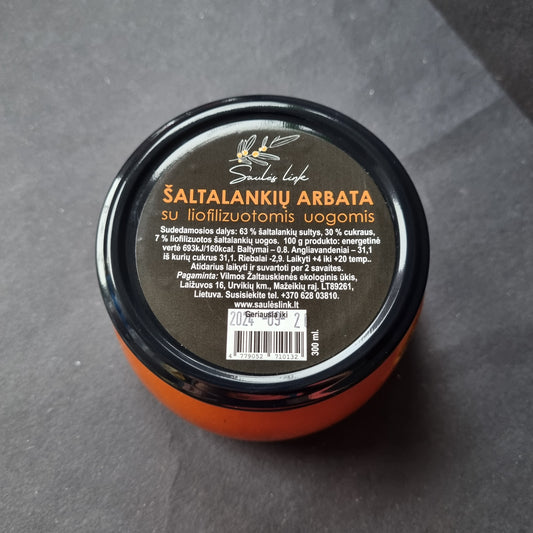 Saulės link
ŠALTALANKIŲ ARBATA
su liofilizuotomis uogomis
Sudedamosios dalys: 63 % šaltalankių sultys, 30 % cukraus,
7 % liofilizuotos šaltalankių uogos. 100 g produkto: energetinė
vertė 693kJ/160kcal. Baltymai – 0.8. Angliavandeniai – 31,1
iš kurių cukrus 31,1. Riebalai -2,9. Laikyti +4 iki +20 temp..
Atidarius laikyti ir suvartoti per 2 savaites.
Pagaminta: Vilmos Žaltauskienės ekologinis ūkis,
Laižuvos 16, Urvikių km., Mažeikių raj. LT89261,
Lietuva. Susisiekite tel. +370 628 03810.
www.saulėslink.lt
Geriausia iki
2024 09 2
4 779052 710132
300 ml.